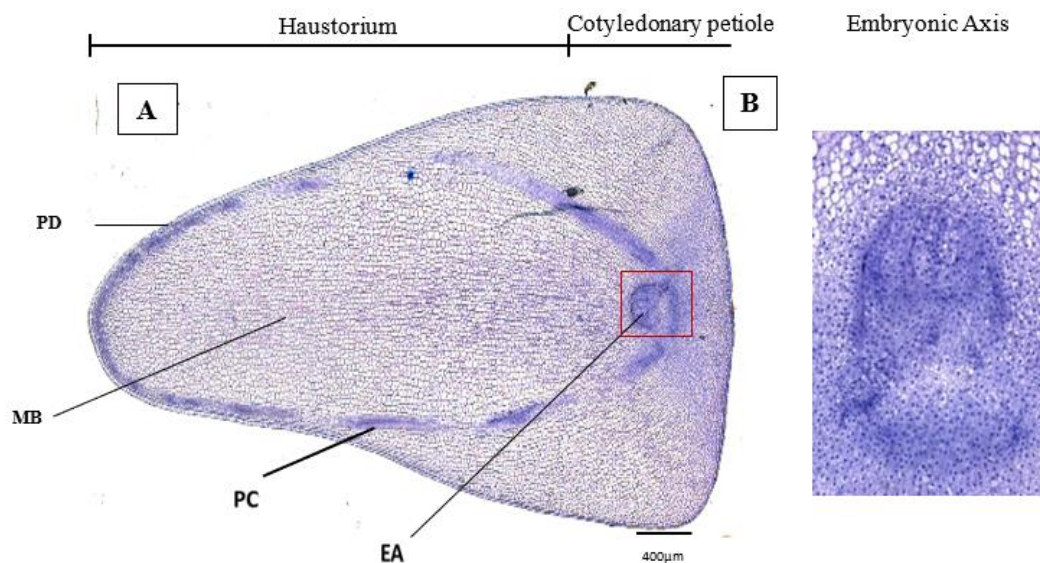 Haustorium
Cotyledonary petiole
Embryonic Axis
A
B
PD
MB
PC
EA
400µm